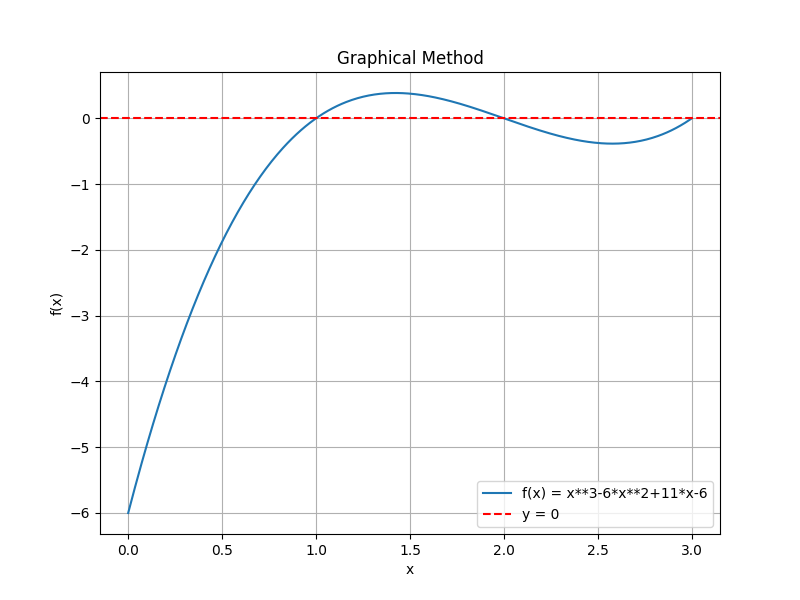 Graphical Method
f(x)
0
−1
−2
−3
−4
−5
−6
f(x) = x**3-6*x**2+11*x-6
y = 0
0.0
0.5
1.0
1.5
2.0
2.5
3.0
x